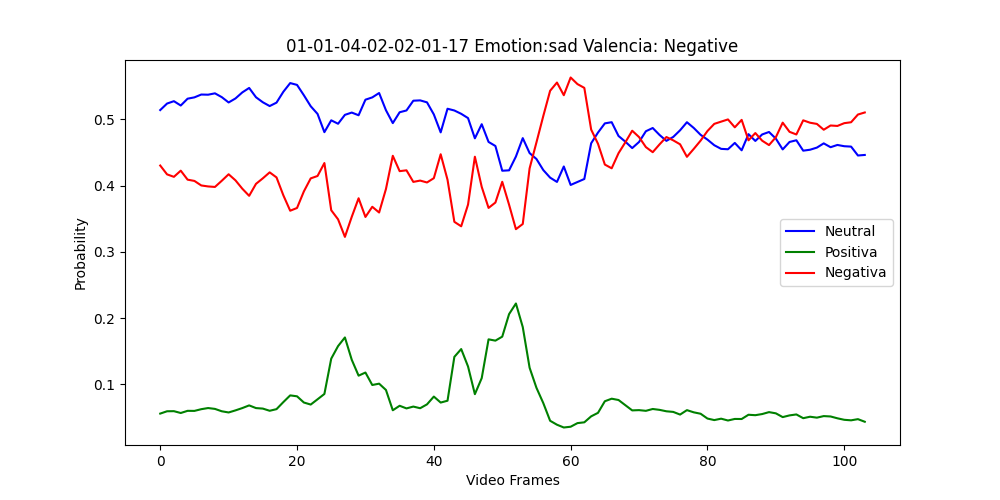 01-01-04-02-02-01-17 Emotion:sad Valencia: Negative
Probability
0.5
0.4
0.3
0.2
0.1
Neutral
Positiva
Negativa
0 20 40 60 80 100
Video Frames